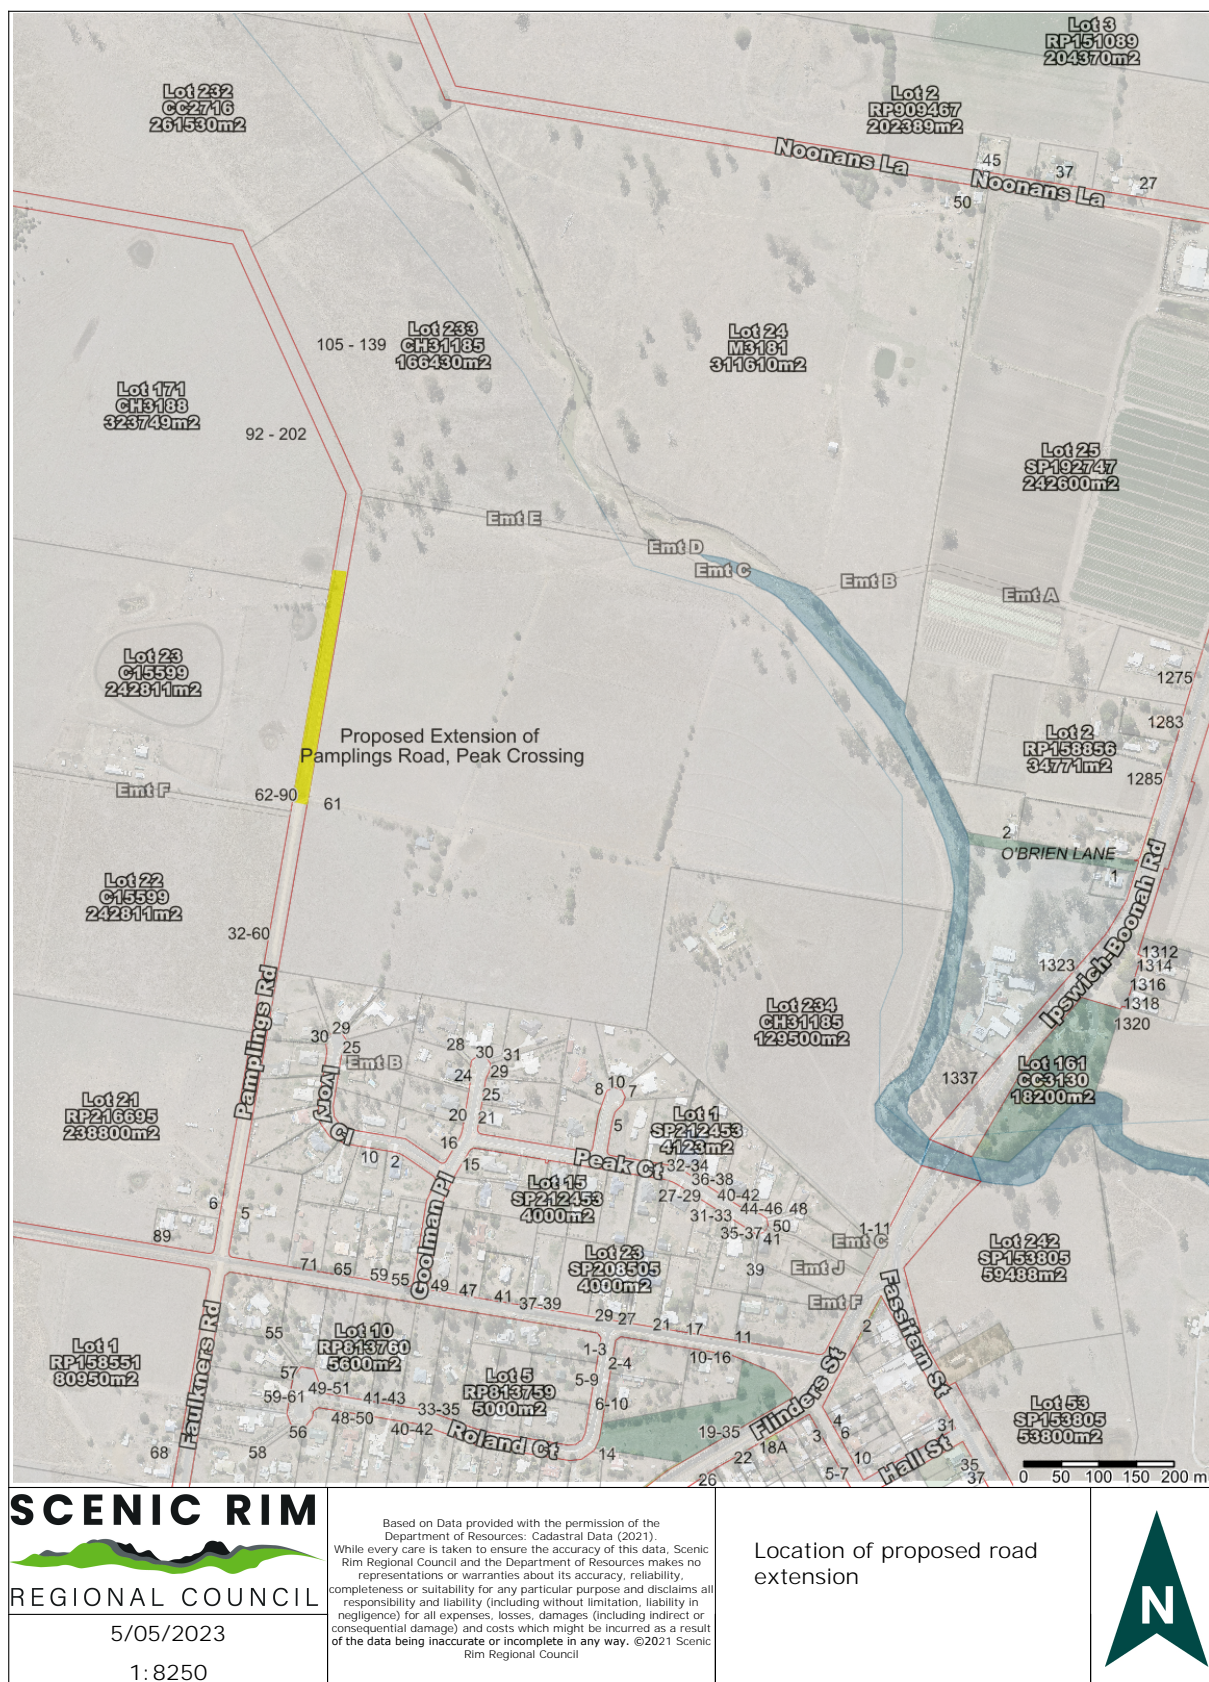 Lot 3
RP151089
204370m2
Lot 232
CC2716
261530m2
Lot 2
RP909467
202389m2
Noonans La
45
37
Noonans La
27
50
105 - 139
Lot 233
CH31185
166430m2
Lot 24
M3181
311610m2
Lot 171
CH3188
323749m2
92 - 202
Lot 25
SP192747
242600m2
Emt E
Emt D
Emt C
Emt B
Emt A
Lot 23
C15599
242811m2
1275
1283
Proposed Extension of
Pamplings Road, Peak Crossing
Lot 2
RP158856
34771m2
1285
Emt F
62-90
61
2
O'BRIEN LANE
1
Lot 22
C15599
242811m2
32-60
Ipswich-Boonah Rd
1323
1312
1314
1316
1318
1320
Pamplings Rd
Lot 234
CH31185
129500m2
30
29
25
Emt B
Ivory Cl
28
30
31
24
29
25
20
21
16
8
10
7
5
1337
Lot 161
CC3130
18200m2
Lot 21
RP216695
238800m2
Lot 1
SP212453
4123m2
10
2
15
Peak Ct
32-34
36-38
27-29
40-42
44-46
48
31-33
50
35-37
41
Lot 15
SP212453
4000m2
Goolman Pl
6
5
89
1-11
Emt C
Lot 242
SP153805
59488m2
Lot 23
SP208505
4000m2
39
Emt J
Emt F
71
65
59
55
49
47
41
37-39
29
27
21
17
11
10-16
2
Fassifern St
Faulkners Rd
55
Lot 10
RP813760
5600m2
Lot 1
RP158551
80950m2
57
59-61
49-51
41-43
33-35
48-50
40-42
56
58
68
Lot 5
RP813759
5000m2
Roland Ct
1-3
2-4
5-9
6-10
14
Flinders St
19-35
18A
22
26
4
6
3
10
5-7
Hall St
31
35
37
Lot 53
SP153805
53800m2
0 50 100 150 200 m
SCENIC RIM
REGIONAL COUNCIL
5/05/2023
1:8250
Based on Data provided with the permission of the
Department of Resources: Cadastral Data (2021).
While every care is taken to ensure the accuracy of this data, Scenic
Rim Regional Council and the Department of Resources makes no
representations or warranties about its accuracy, reliability,
completeness or suitability for any particular purpose and disclaims all
responsibility and liability (including without limitation, liability in
negligence) for all expenses, losses, damages (including indirect or
consequential damage) and costs which might be incurred as a result
of the data being inaccurate or incomplete in any way. ©2021 Scenic
Rim Regional Council
Location of proposed road
extension
N